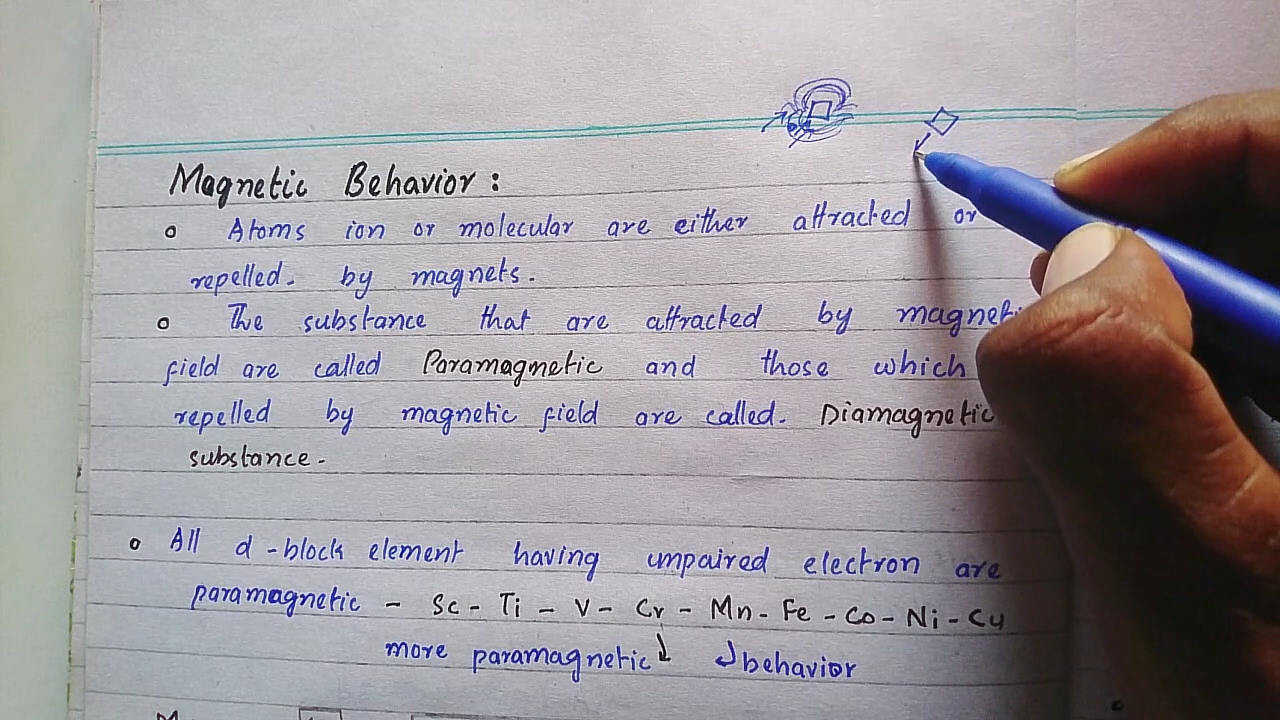 Magnetic Behavior :
o Atoms ion or molecular are either attracted or
repelled. by magnets.
o The substance that are attracted by
field are called Paramagnetic and those which
repelled by magnetic field are called. Diamagnetic
substance.
o All d-block element having unpaired electron are
paramagnetic - Sc - Ti - V - Cr - Mn - Fe - Co - Ni - Cu
more paramagnetic ↓ ↲ behavior